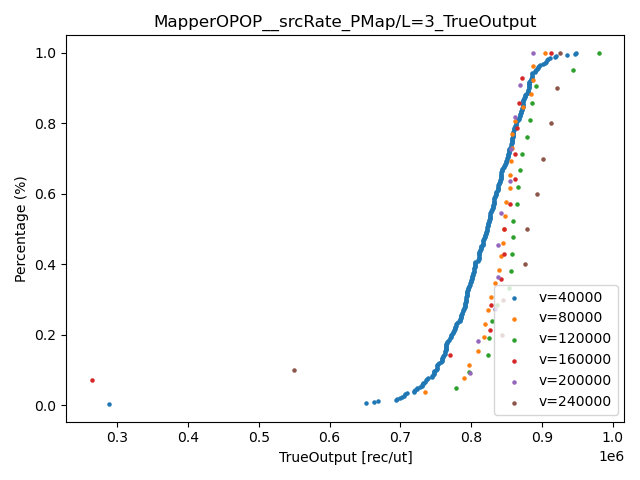 MapperOPOP__srcRate_PMap/L=3_TrueOutput
Percentage (%)
1.0
0.8
0.6
0.4
0.2
0.0
v=40000
v=80000
v=120000
v=160000
v=200000
v=240000
0.3 0.4 0.5 0.6 0.7 0.8 0.9 1.0
1e6
TrueOutput [rec/ut]